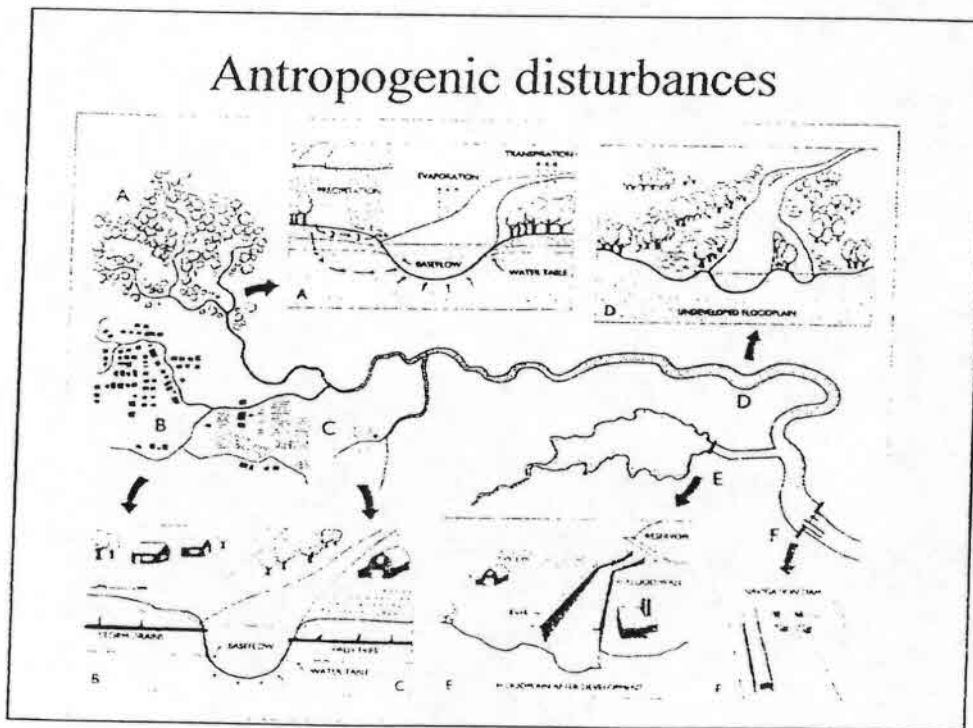 Antropogenic disturbances
A
PRECIPITATION
EVAPORATION
TRANSPIRATION
BASEFLOW
WATER TABLE
A
D
UNDEVELOPED FLOODPLAIN
B
C
D
E
F
STORM DRAINS
BASEFLOW
WATER TABLE
B
C
RESERVOIR
FLOODWALL
E
FLOODPLAIN AFTER DEVELOPMENT
NAVIGATION DAM
F